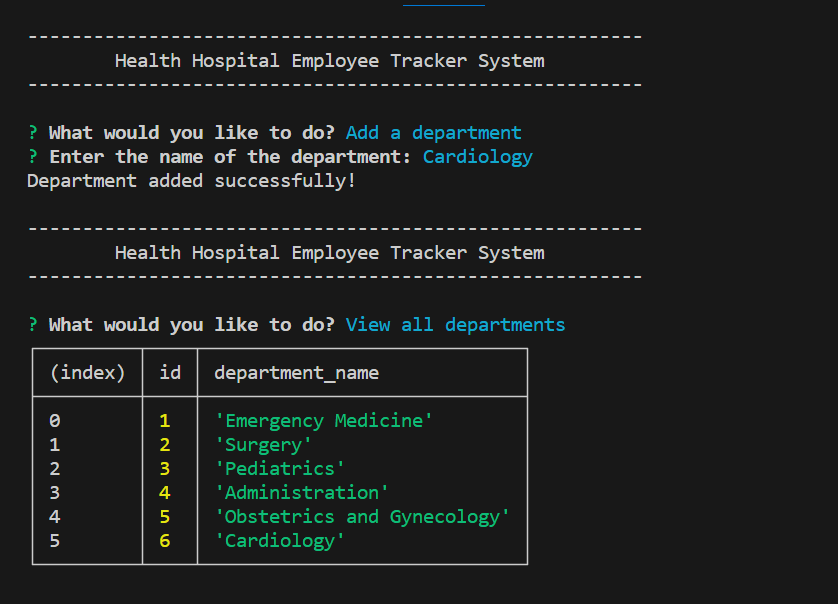 --------------------------------------------------------
Health Hospital Employee Tracker System
--------------------------------------------------------
? What would you like to do? Add a department
? Enter the name of the department: Cardiology
Department added successfully!
--------------------------------------------------------
Health Hospital Employee Tracker System
--------------------------------------------------------
? What would you like to do? View all departments
(index) id department_name
0 1 'Emergency Medicine'
1 2 'Surgery'
2 3 'Pediatrics'
3 4 'Administration'
4 5 'Obstetrics and Gynecology'
5 6 'Cardiology'